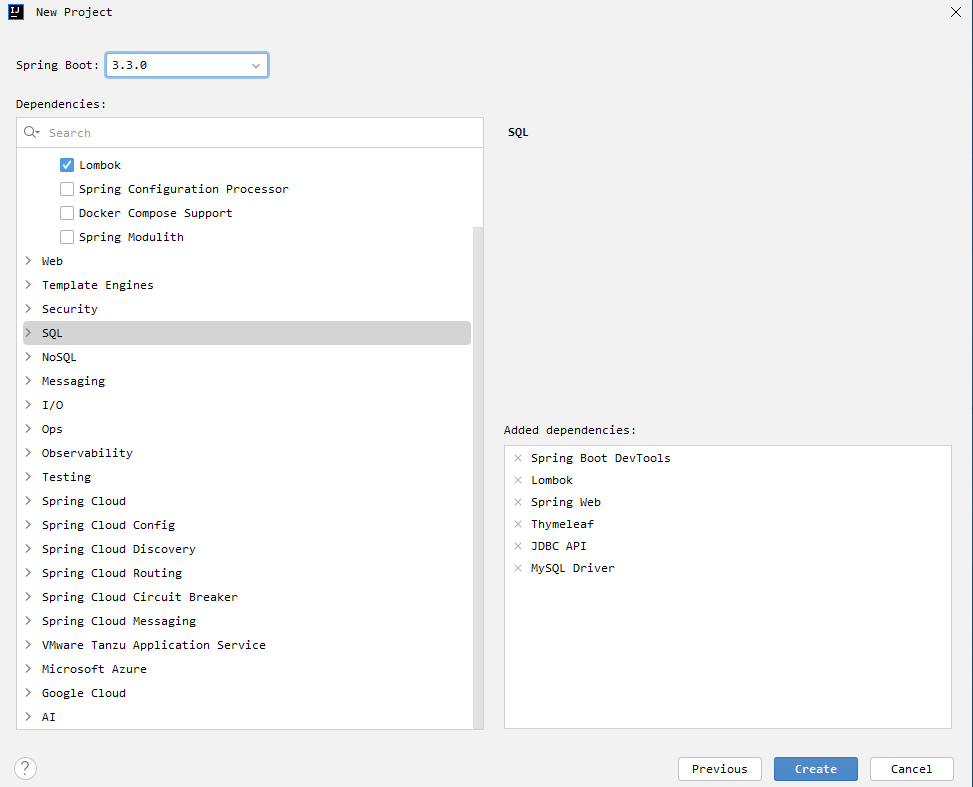 IJ New Project
Spring Boot: 3.3.0
Dependencies:
Search
Lombok
Spring Configuration Processor
Docker Compose Support
Spring Modulith
Web
Template Engines
Security
SQL
NoSQL
Messaging
I/O
Ops
Observability
Testing
Spring Cloud
Spring Cloud Config
Spring Cloud Discovery
Spring Cloud Routing
Spring Cloud Circuit Breaker
Spring Cloud Messaging
VMware Tanzu Application Service
Microsoft Azure
Google Cloud
AI
SQL
Added dependencies:
Spring Boot DevTools
Lombok
Spring Web
Thymeleaf
JDBC API
MySQL Driver
? Previous Create Cancel